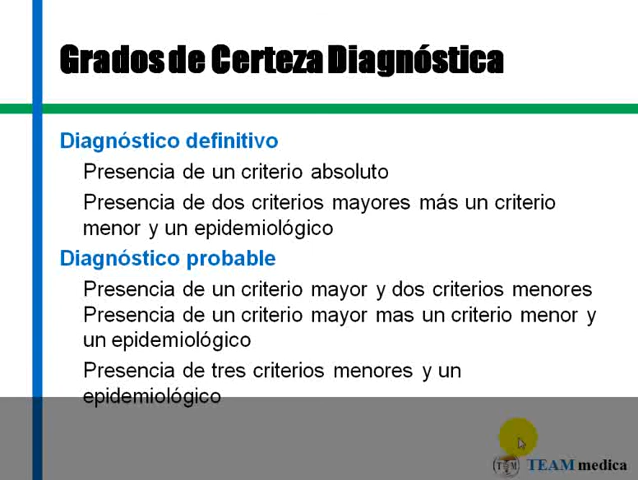 Grados de Certeza Diagnóstica
Diagnóstico definitivo
Presencia de un criterio absoluto
Presencia de dos criterios mayores más un criterio
menor y un epidemiológico
Diagnóstico probable
Presencia de un criterio mayor y dos criterios menores
Presencia de un criterio mayor mas un criterio menor y
un epidemiológico
Presencia de tres criterios menores y un
epidemiológico
TEAM medica